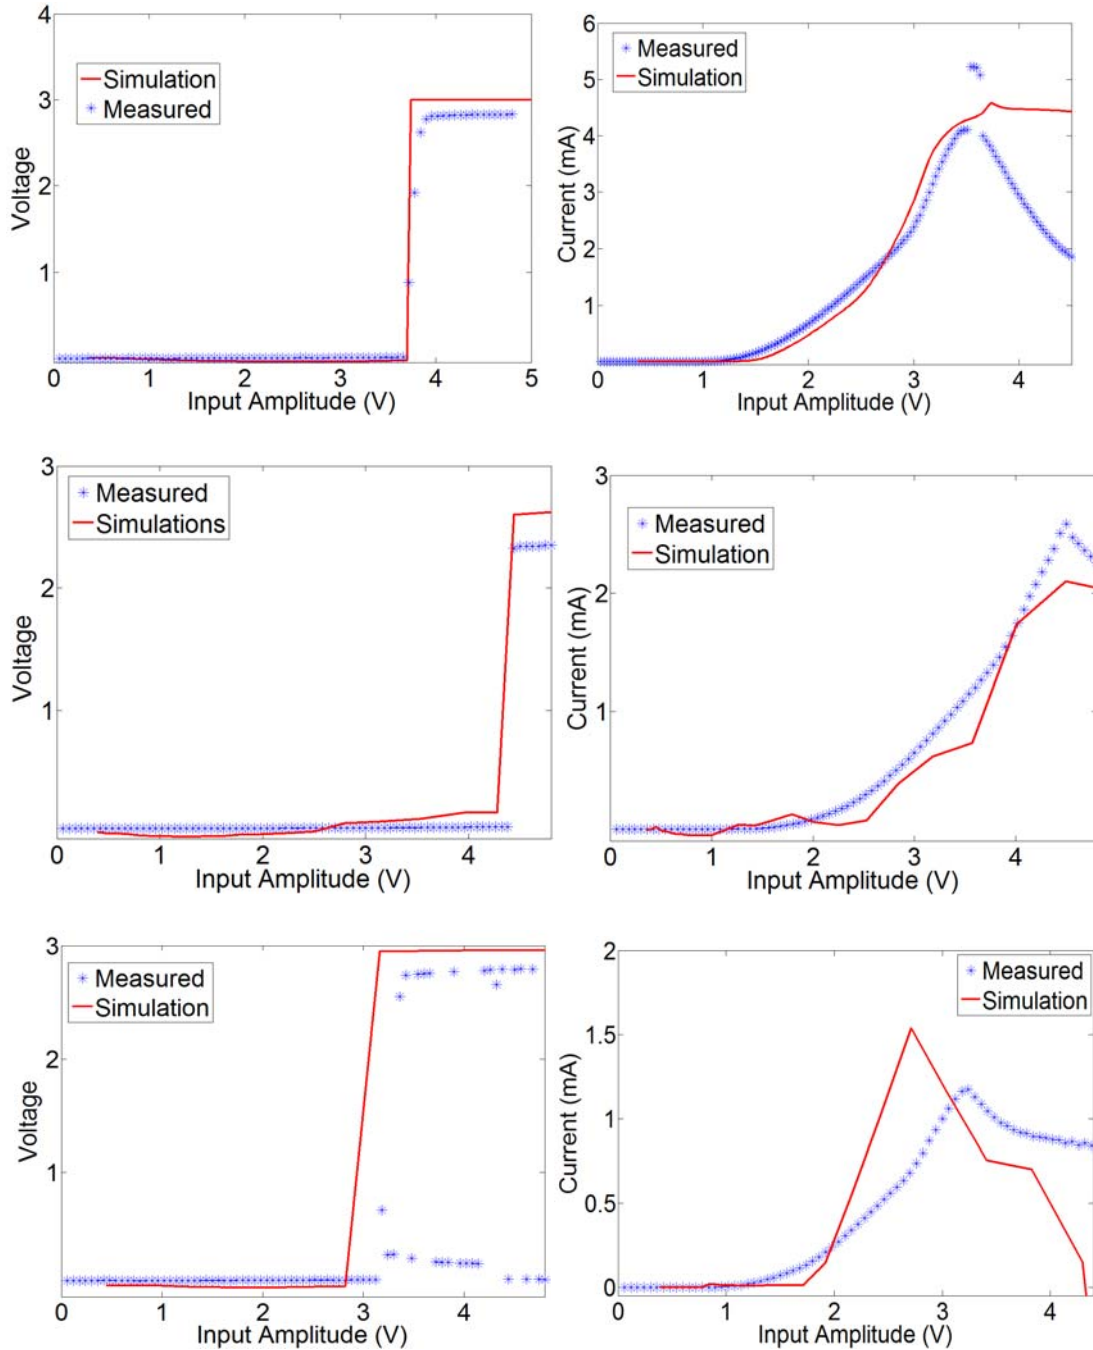 4
3
2
1
0 1 2 3 4 5
Voltage
Input Amplitude (V)
Simulation
Measured
6
5
4
3
2
1
0 1 2 3 4
Current (mA)
Input Amplitude (V)
Measured
Simulation
3
2
1
0 1 2 3 4
Voltage
Input Amplitude (V)
Measured
Simulations
3
2
1
0 1 2 3 4
Current (mA)
Input Amplitude (V)
Measured
Simulation
3
2
1
0 1 2 3 4
Voltage
Input Amplitude (V)
Measured
Simulation
2
1.5
1
0.5
0
0 1 2 3 4
Current (mA)
Input Amplitude (V)
Measured
Simulation